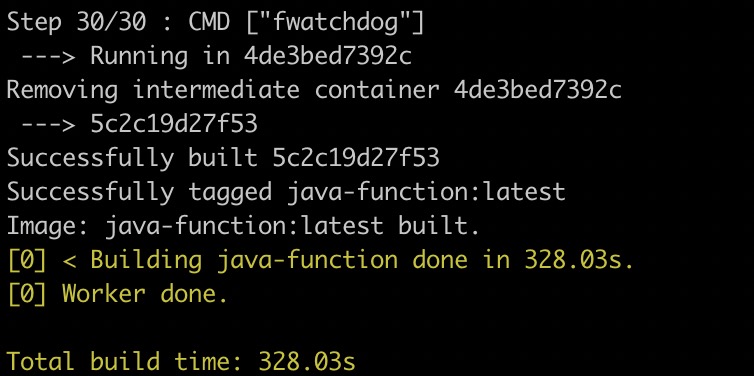 Step 30/30 : CMD ["fwatchdog"]
 ---> Running in 4de3bed7392c
Removing intermediate container 4de3bed7392c
 ---> 5c2c19d27f53
Successfully built 5c2c19d27f53
Successfully tagged java-function:latest
Image: java-function:latest built.
[0] < Building java-function done in 328.03s.
[0] Worker done.

Total build time: 328.03s